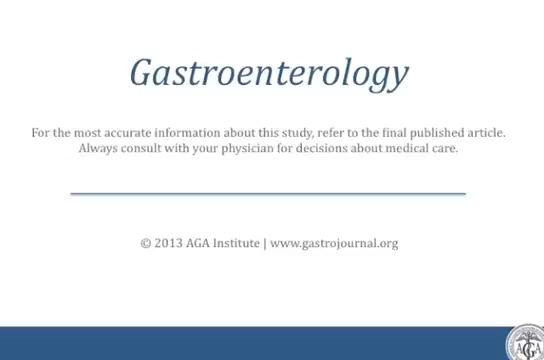 Gastroenterology
For the most accurate information about this study, refer to the final published article.
Always consult with your physician for decisions about medical care.
© 2013 AGA Institute | www.gastrojournal.org
AGA